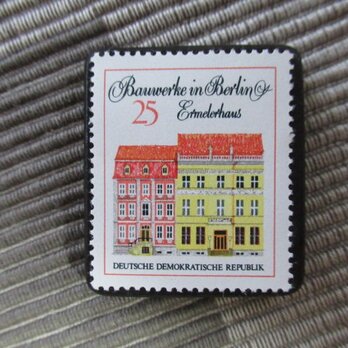 Bauwerke in Berlin
25 Ermelerhaus
DEUTSCHE DEMOKRATISCHE REPUBLIK